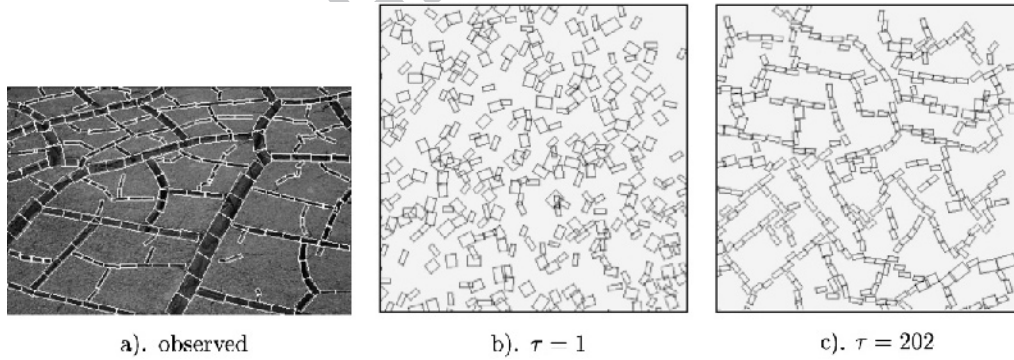 a). observed
b). τ = 1
c). τ = 202